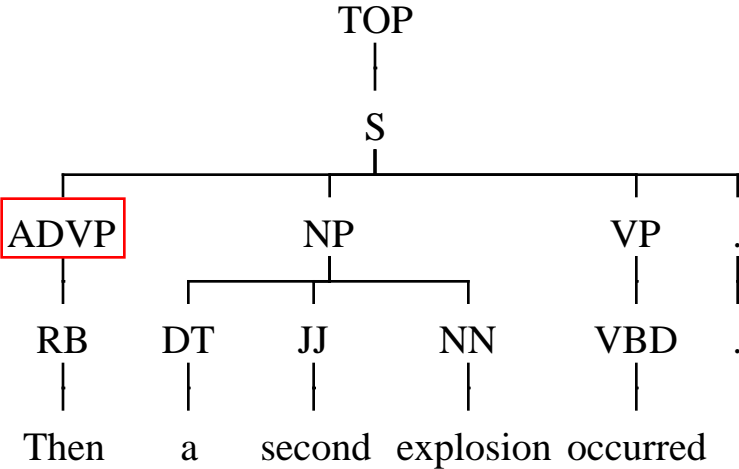 TOP
S
ADVP NP VP .
RB DT JJ NN VBD .
Then a second explosion occurred